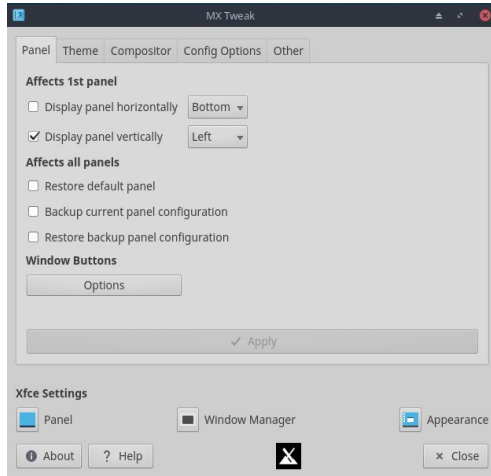 MX Tweak
Panel Theme Compositor Config Options Other
Affects 1st panel
Display panel horizontally Bottom
Display panel vertically Left
Affects all panels
Restore default panel
Backup current panel configuration
Restore backup panel configuration
Window Buttons
Options
Apply
Xfce Settings
Panel Window Manager Appearance
About ? Help Close